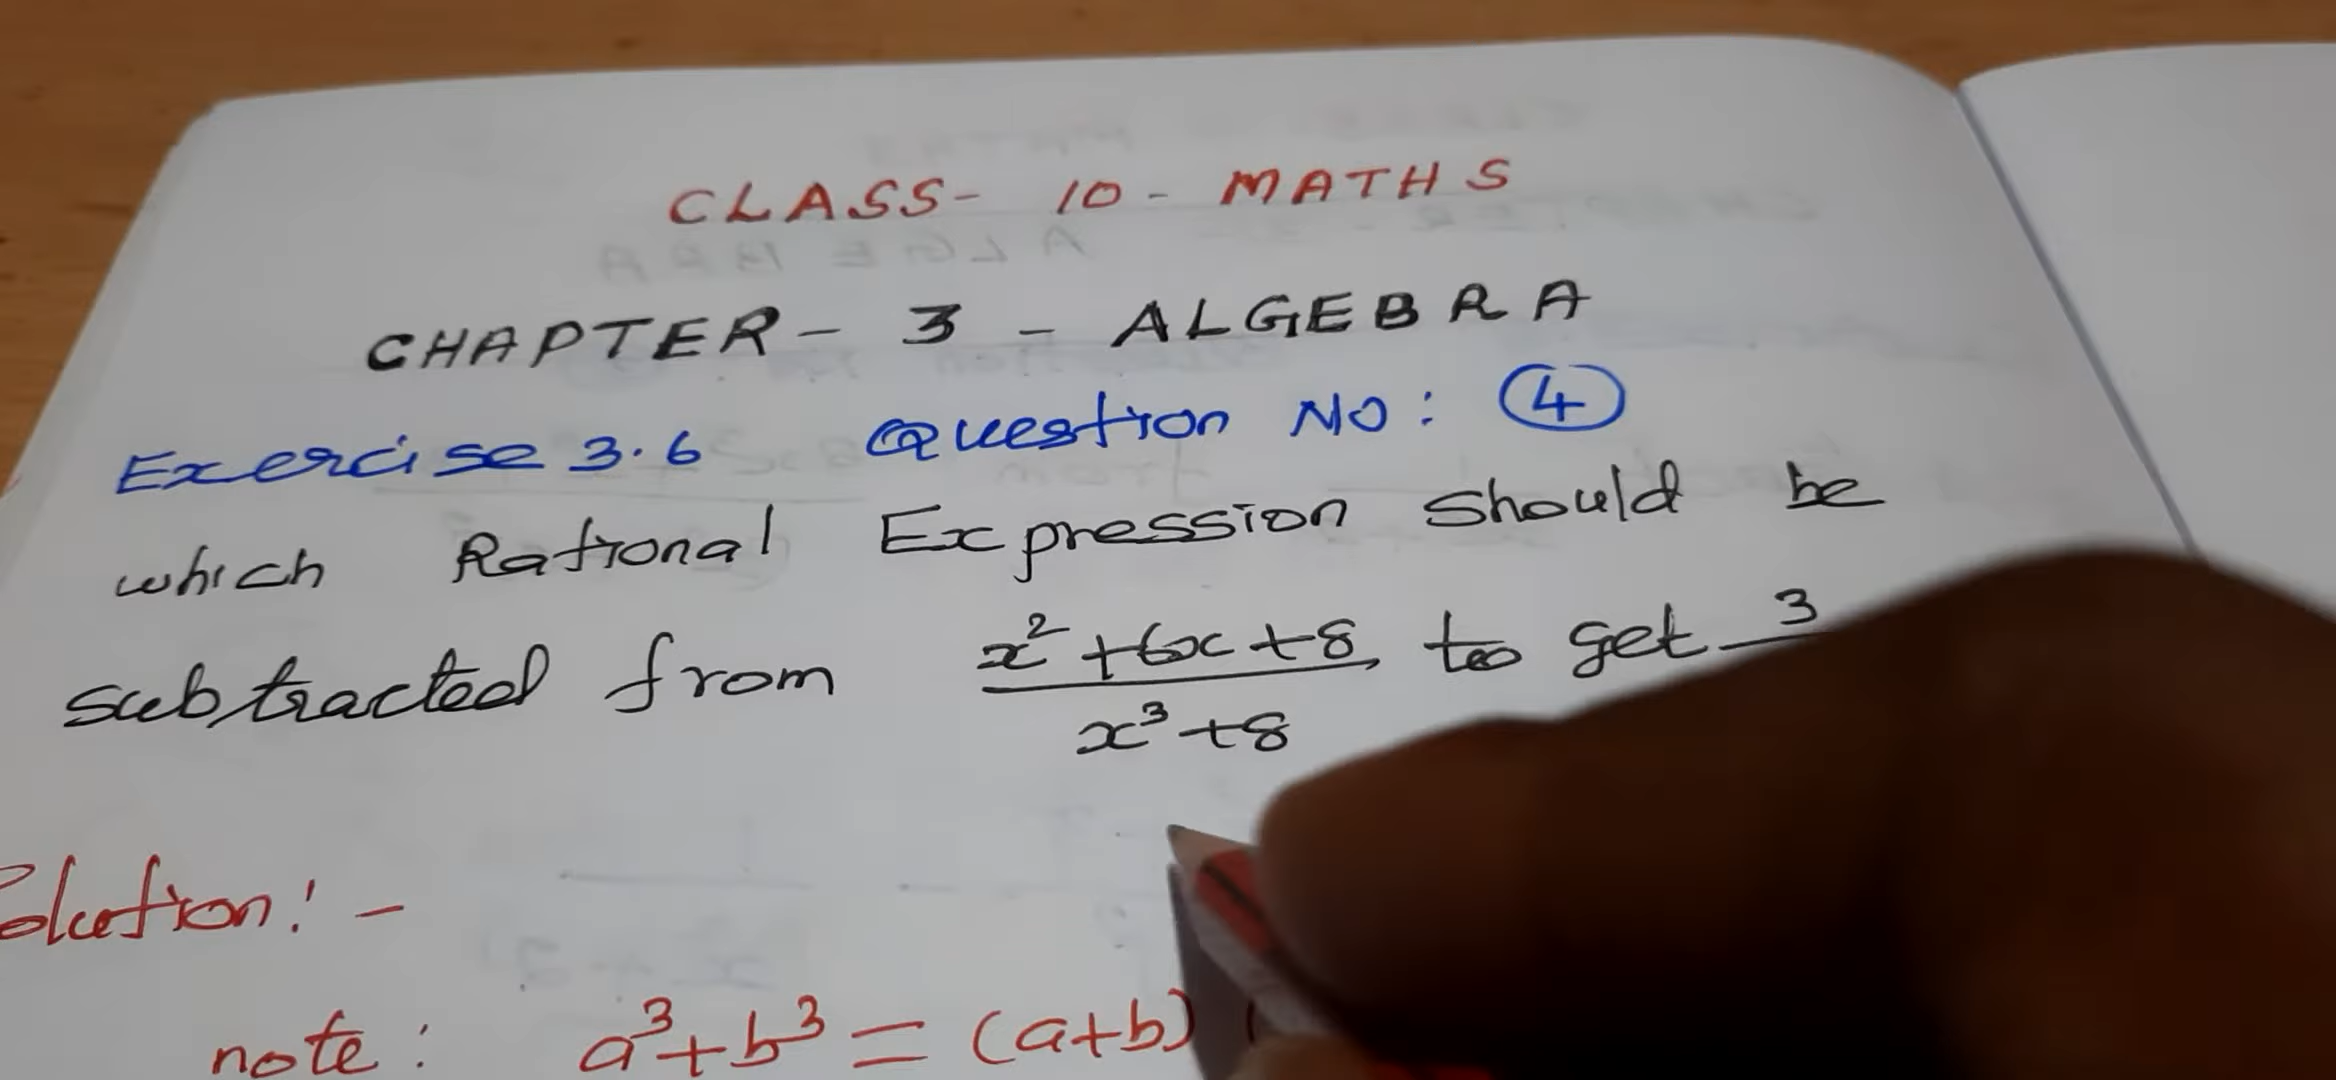 CLASS- 10 - MATHS
CHAPTER - 3 - ALGEBRA
Exercise 3.6 Question No: 4
which Rational Expression should be
subtracted from x² + 6x + 8 / x³ + 8 to get 3
Solution: -
note: a³ + b³ = (a+b) (